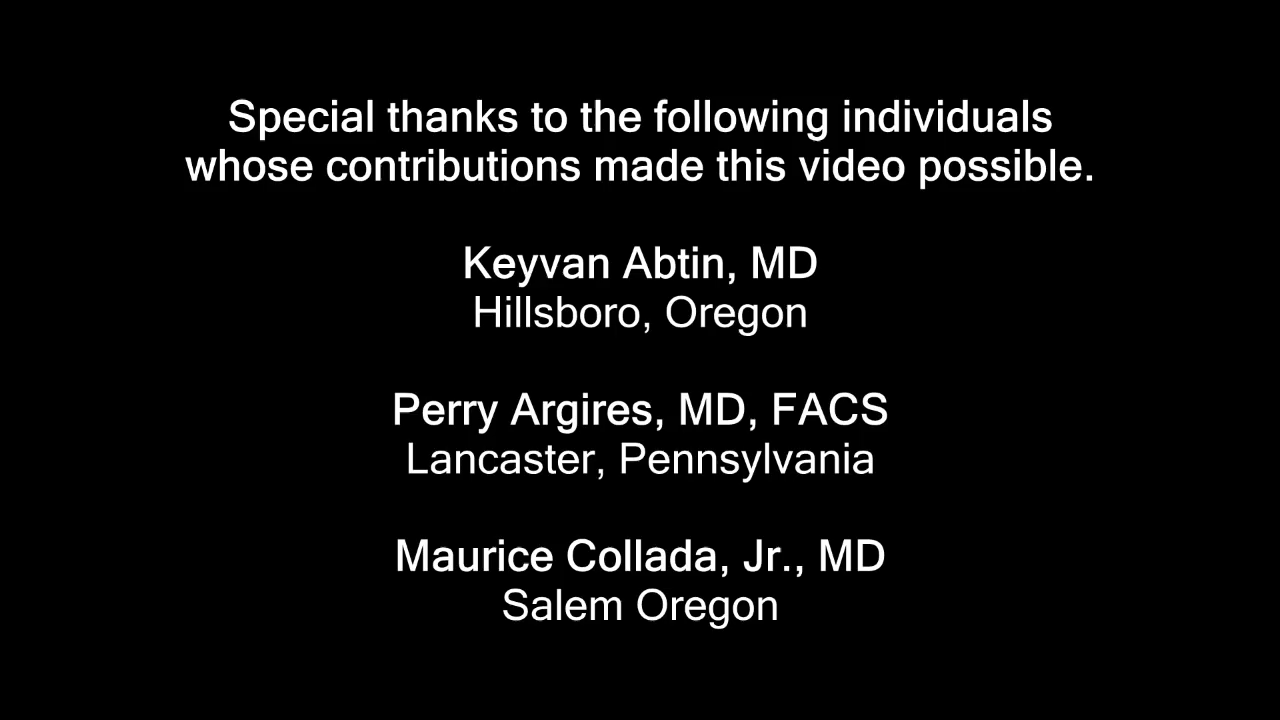 Special thanks to the following individuals
whose contributions made this video possible.
Keyvan Abtin, MD
Hillsboro, Oregon
Perry Argires, MD, FACS
Lancaster, Pennsylvania
Maurice Collada, Jr., MD
Salem Oregon